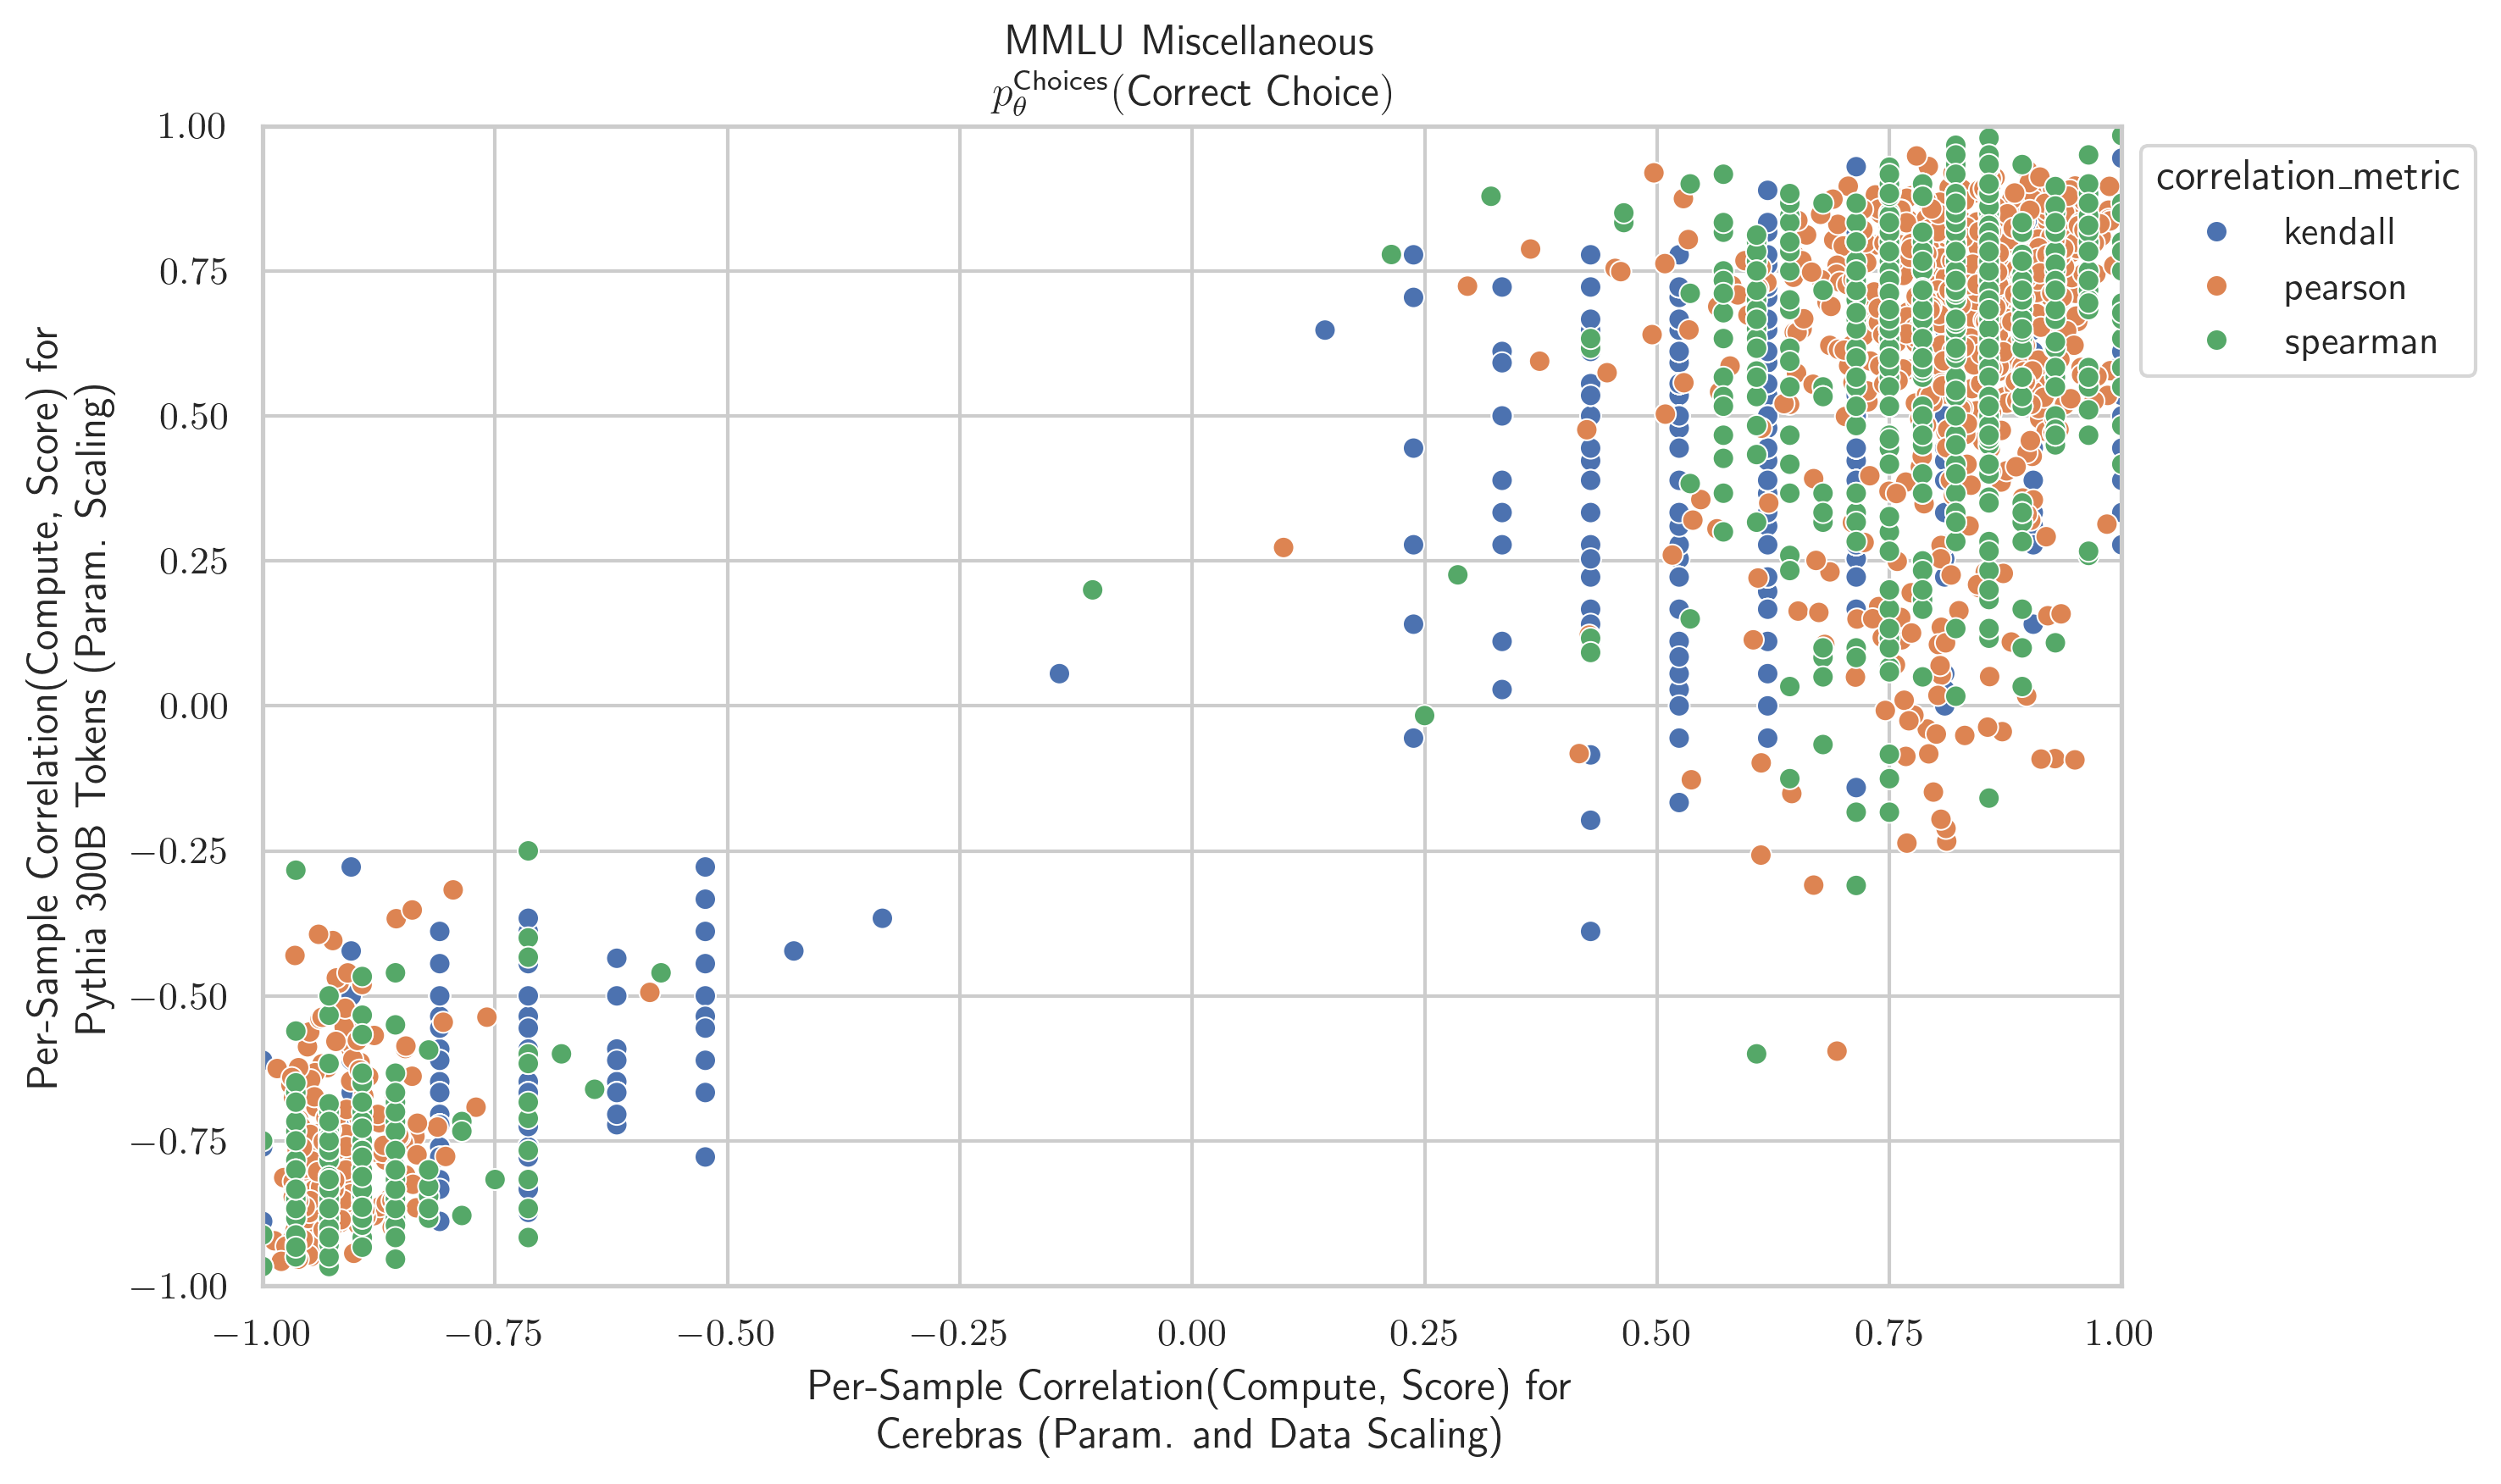 MMLU Miscellaneous
p_θ^Choices(Correct Choice)
1.00
0.75
0.50
0.25
0.00
−0.25
−0.50
−0.75
−1.00
Per-Sample Correlation(Compute, Score) for
Pythia 300B Tokens (Param. Scaling)
correlation_metric
kendall
pearson
spearman
−1.00 −0.75 −0.50 −0.25 0.00 0.25 0.50 0.75 1.00
Per-Sample Correlation(Compute, Score) for
Cerebras (Param. and Data Scaling)